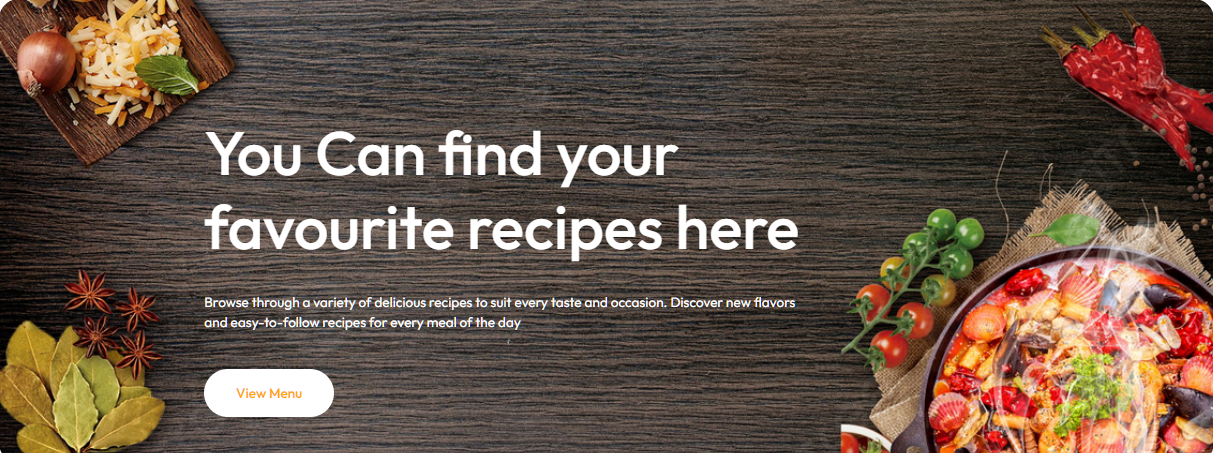 You Can find your
favourite recipes here
Browse through a variety of delicious recipes to suit every taste and occasion. Discover new flavors
and easy-to-follow recipes for every meal of the day
View Menu